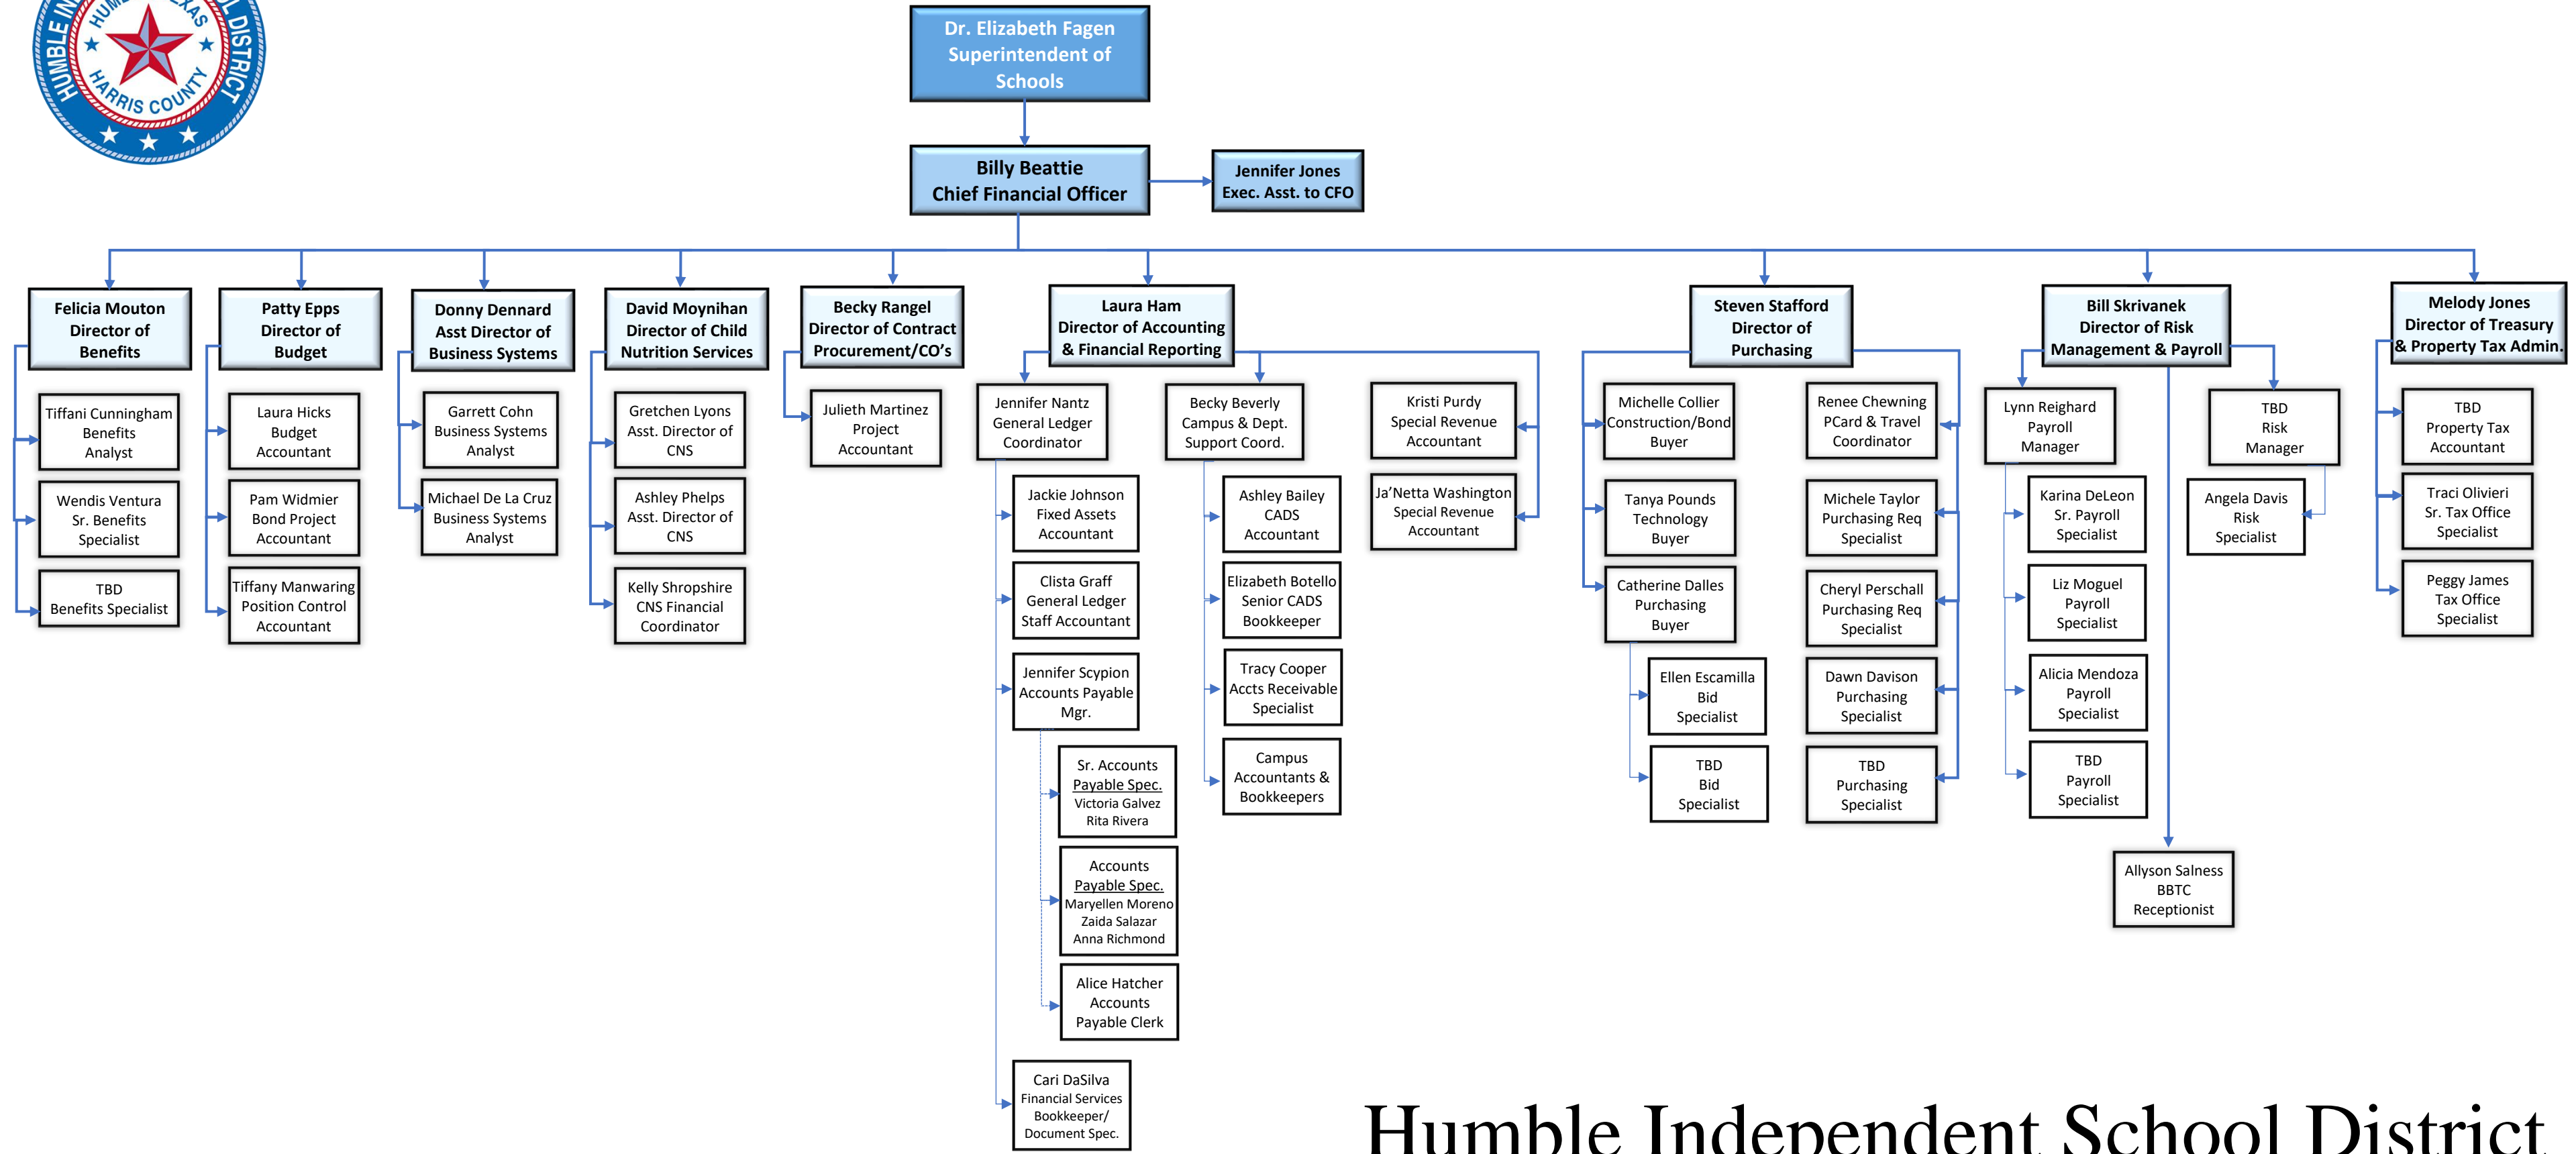 HUMBLE IN
OL DISTRICT
HUM
EXAS
HARRIS COUNTY
Dr. Elizabeth Fagen
Superintendent of
Schools
Billy Beattie
Chief Financial Officer
Jennifer Jones
Exec. Asst. to CFO
Felicia Mouton
Director of
Benefits
Tiffani Cunningham
Benefits
Analyst
Wendis Ventura
Sr. Benefits
Specialist
TBD
Benefits Specialist
Patty Epps
Director of
Budget
Laura Hicks
Budget
Accountant
Pam Widmier
Bond Project
Accountant
Tiffany Manwaring
Position Control
Accountant
Donny Dennard
Asst Director of
Business Systems
Garrett Cohn
Business Systems
Analyst
Michael De La Cruz
Business Systems
Analyst
David Moynihan
Director of Child
Nutrition Services
Gretchen Lyons
Asst. Director of
CNS
Ashley Phelps
Asst. Director of
CNS
Kelly Shropshire
CNS Financial
Coordinator
Becky Rangel
Director of Contract
Procurement/CO’s
Julieth Martinez
Project
Accountant
Laura Ham
Director of Accounting
& Financial Reporting
Jennifer Nantz
General Ledger
Coordinator
Jackie Johnson
Fixed Assets
Accountant
Clista Graff
General Ledger
Staff Accountant
Jennifer Scypion
Accounts Payable
Mgr.
Sr. Accounts
Payable Spec.
Victoria Galvez
Rita Rivera
Accounts
Payable Spec.
Maryellen Moreno
Zaida Salazar
Anna Richmond
Alice Hatcher
Accounts
Payable Clerk
Cari DaSilva
Financial Services
Bookkeeper/
Document Spec.
Becky Beverly
Campus & Dept.
Support Coord.
Ashley Bailey
CADS
Accountant
Elizabeth Botello
Senior CADS
Bookkeeper
Tracy Cooper
Accts Receivable
Specialist
Campus
Accountants &
Bookkeepers
Kristi Purdy
Special Revenue
Accountant
Ja’Netta Washington
Special Revenue
Accountant
Steven Stafford
Director of
Purchasing
Michelle Collier
Construction/Bond
Buyer
Tanya Pounds
Technology
Buyer
Catherine Dalles
Purchasing
Buyer
Ellen Escamilla
Bid
Specialist
TBD
Bid
Specialist
Renee Chewning
PCard & Travel
Coordinator
Michele Taylor
Purchasing Req
Specialist
Cheryl Perschall
Purchasing Req
Specialist
Dawn Davison
Purchasing
Specialist
TBD
Purchasing
Specialist
Bill Skrivanek
Director of Risk
Management & Payroll
Lynn Reighard
Payroll
Manager
Karina DeLeon
Sr. Payroll
Specialist
Liz Moguel
Payroll
Specialist
Alicia Mendoza
Payroll
Specialist
TBD
Payroll
Specialist
TBD
Risk
Manager
Angela Davis
Risk
Specialist
Allyson Salness
BBTC
Receptionist
Melody Jones
Director of Treasury
& Property Tax Admin.
TBD
Property Tax
Accountant
Traci Olivieri
Sr. Tax Office
Specialist
Peggy James
Tax Office
Specialist
Humble Independent School District